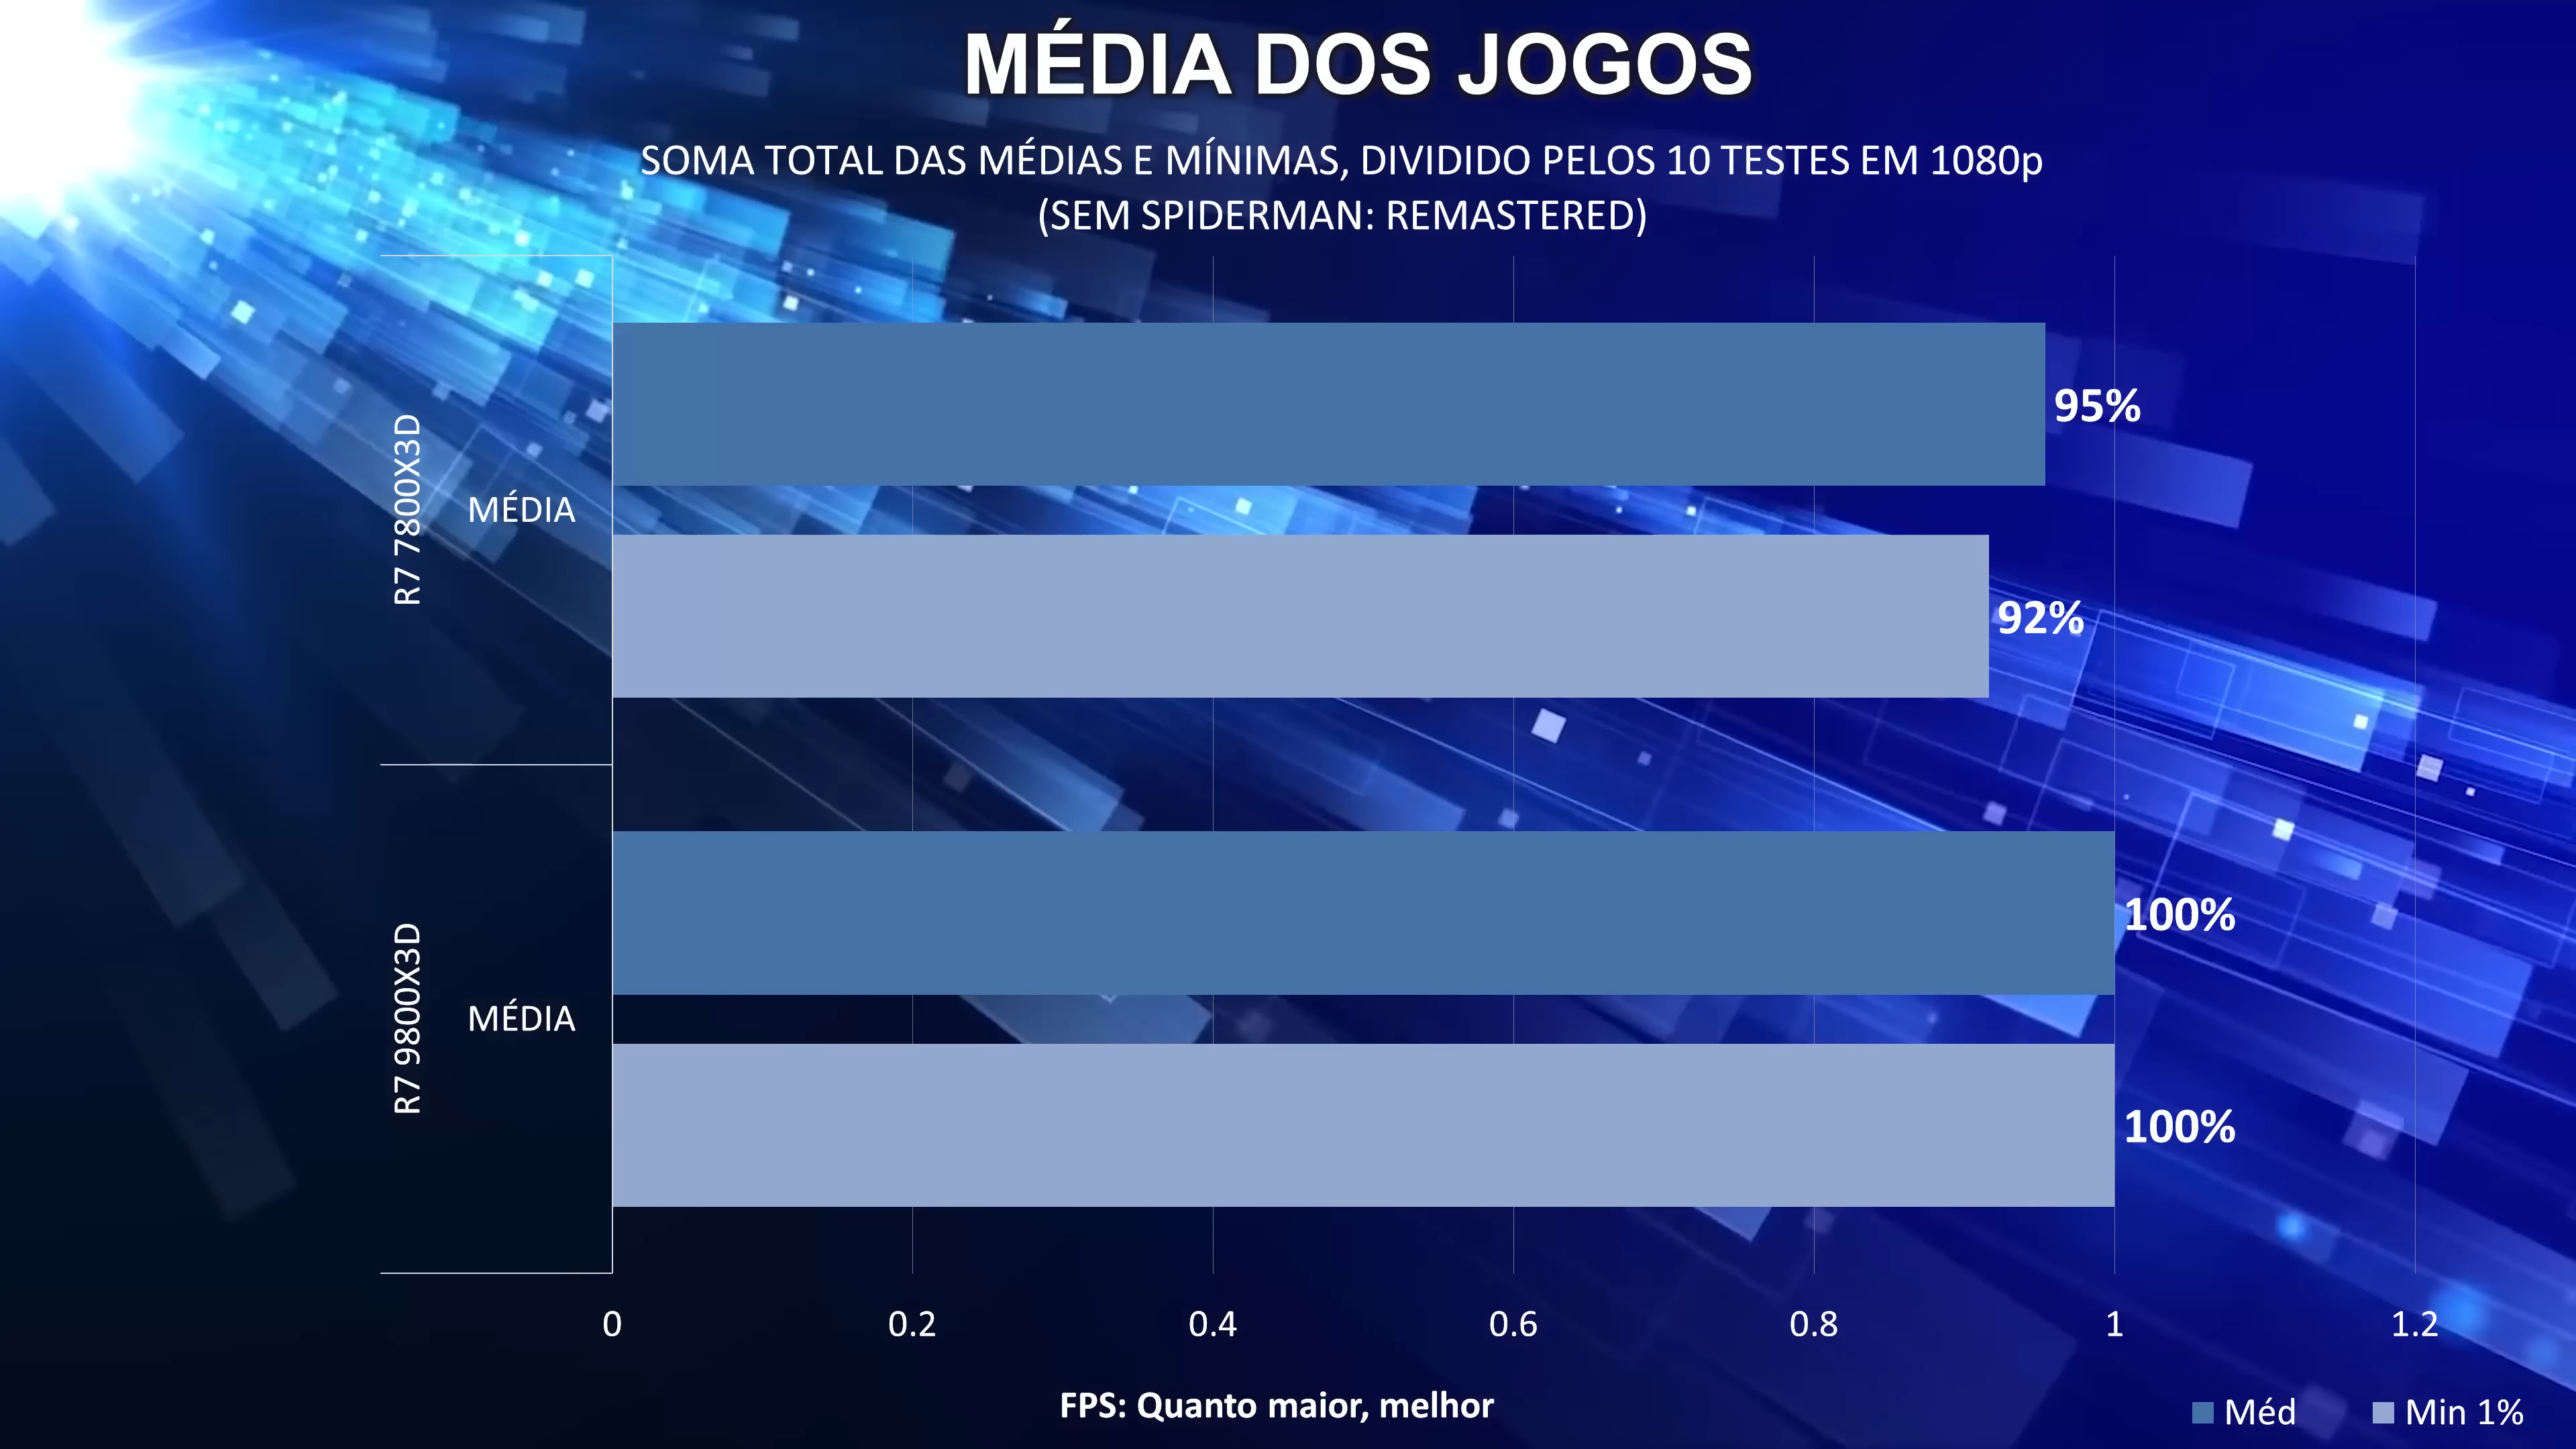 MÉDIA DOS JOGOS
SOMA TOTAL DAS MÉDIAS E MÍNIMAS, DIVIDIDO PELOS 10 TESTES EM 1080p
(SEM SPIDERMAN: REMASTERED)
R7 7800X3D
MÉDIA
95%
92%
R7 9800X3D
MÉDIA
100%
100%
0 0.2 0.4 0.6 0.8 1 1.2
FPS: Quanto maior, melhor
Méd Min 1%